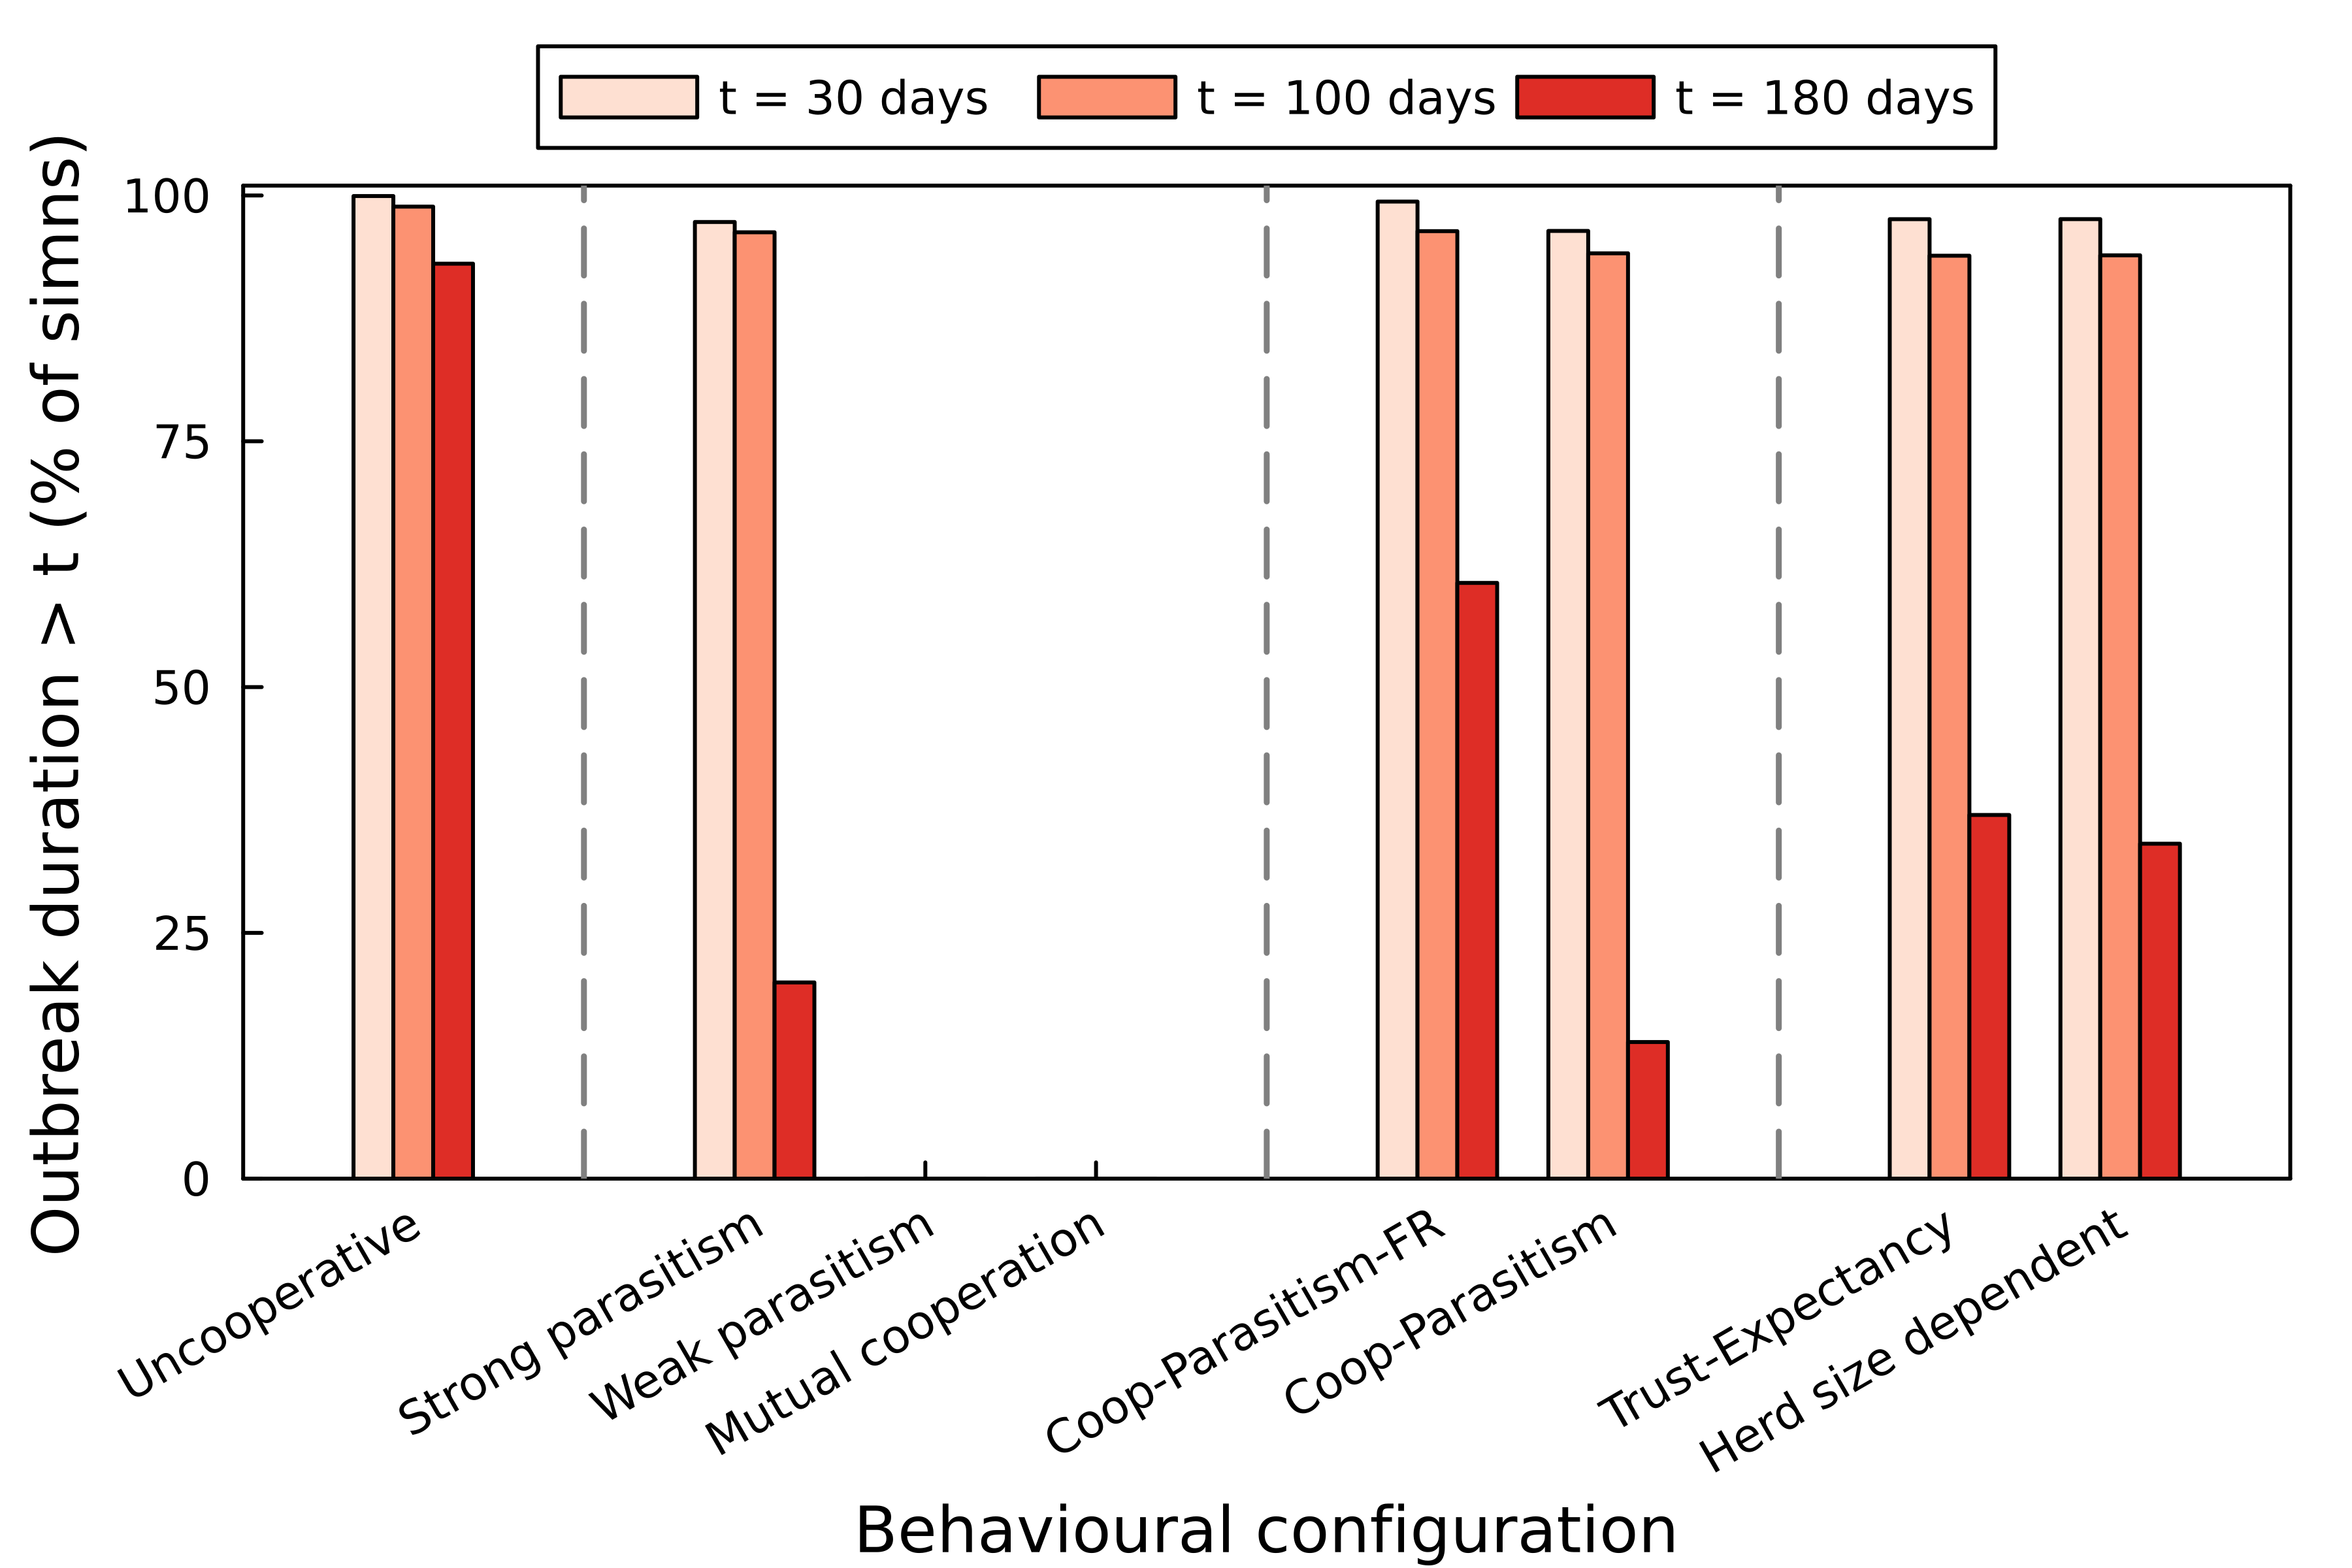 t = 30 days
t = 100 days
t = 180 days
Outbreak duration > t (% of simns)
100
75
50
25
0
Uncooperative
Strong parasitism
Weak parasitism
Mutual cooperation
Coop-Parasitism-FR
Coop-Parasitism
Trust-Expectancy
Herd size dependent
Behavioural configuration